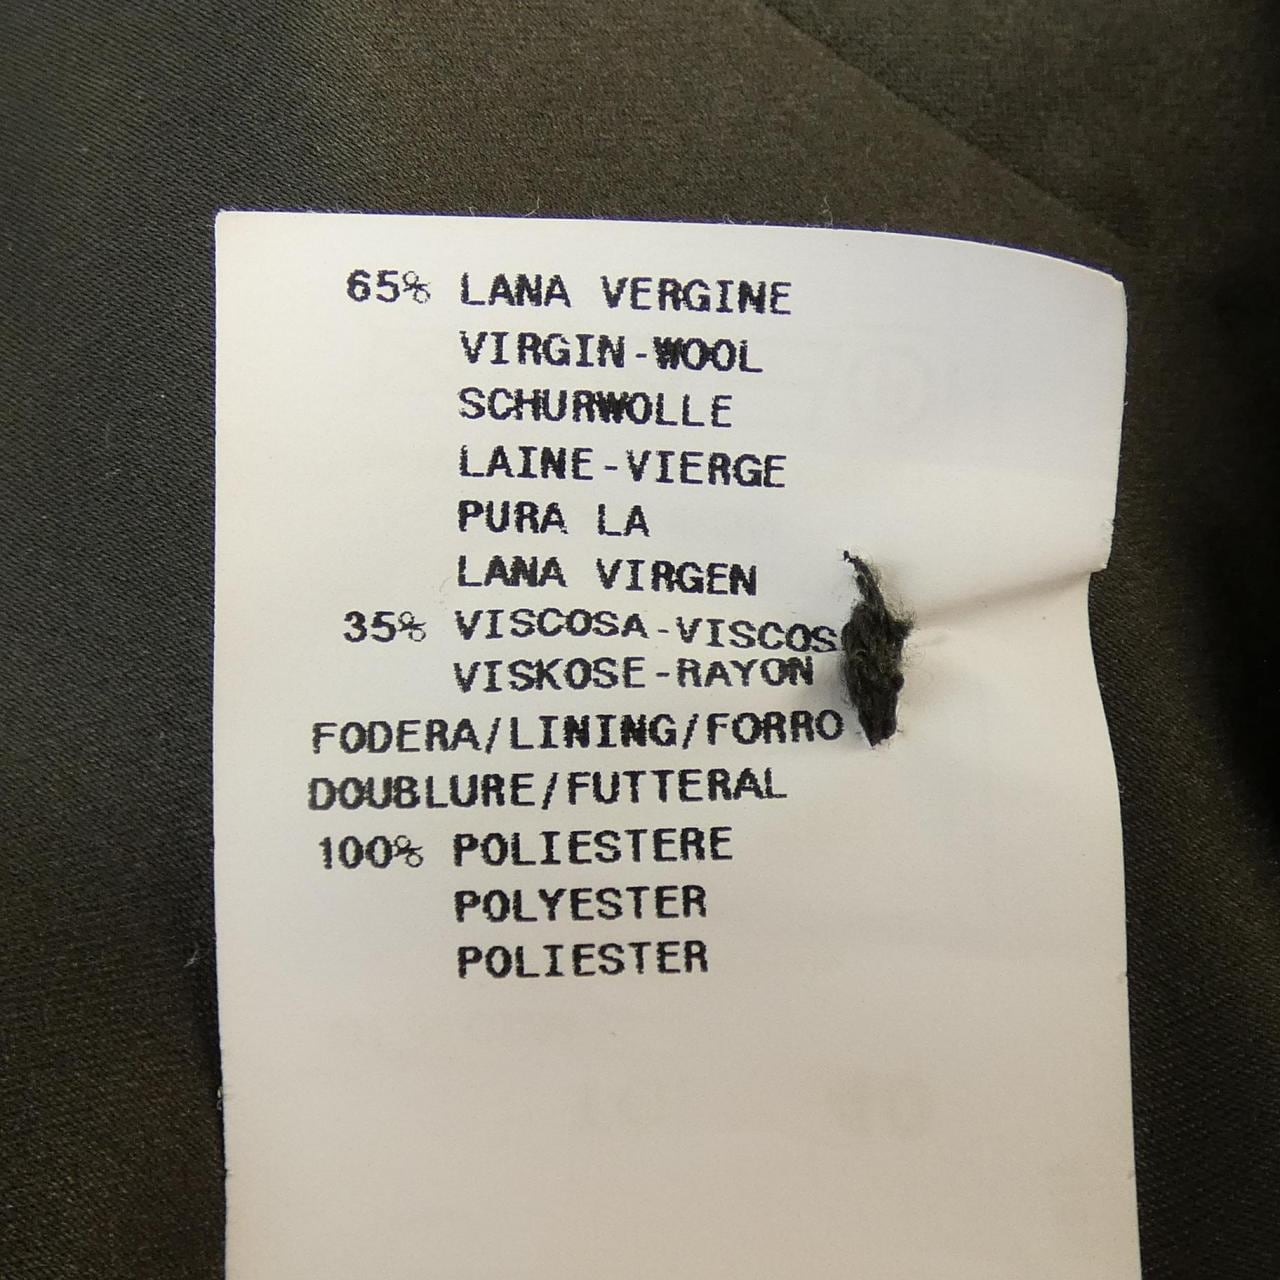 65% LANA VERGINE
VIRGIN-WOOL
SCHURWOLLE
LAINE-VIERGE
PURA LA
LANA VIRGEN
35% VISCOSA-VISCOS
VISKOSE-RAYON
FODERA/LINING/FORRO
DOUBLURE/FUTTERAL
100% POLIESTERE
POLYESTER
POLIESTER